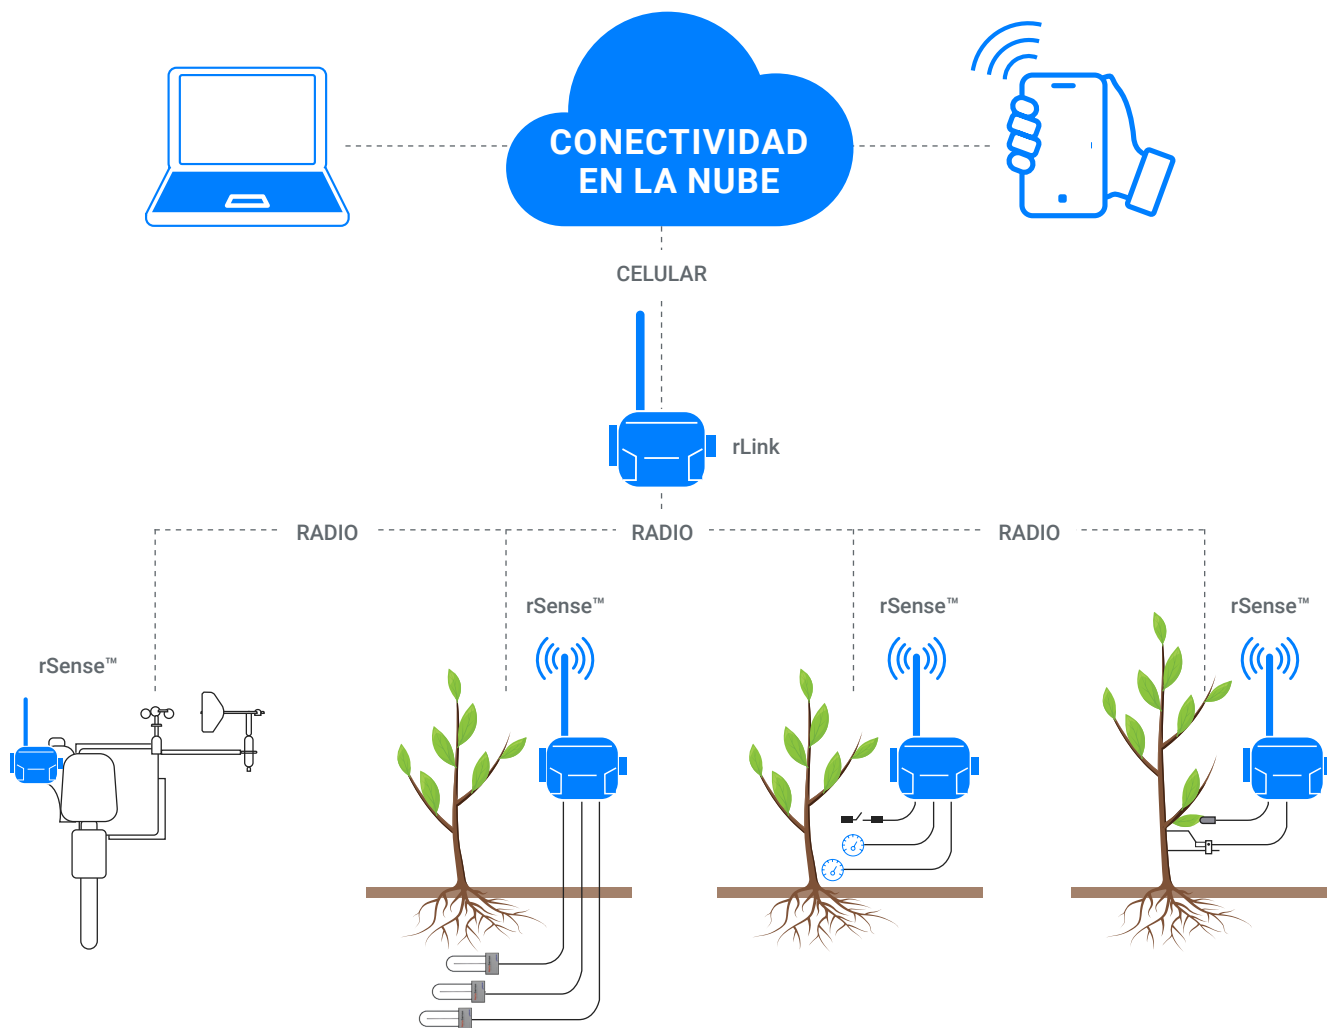 CONECTIVIDAD
EN LA NUBE
CELULAR
rLink
RADIO
RADIO
RADIO
rSense™
rSense™
rSense™
rSense™